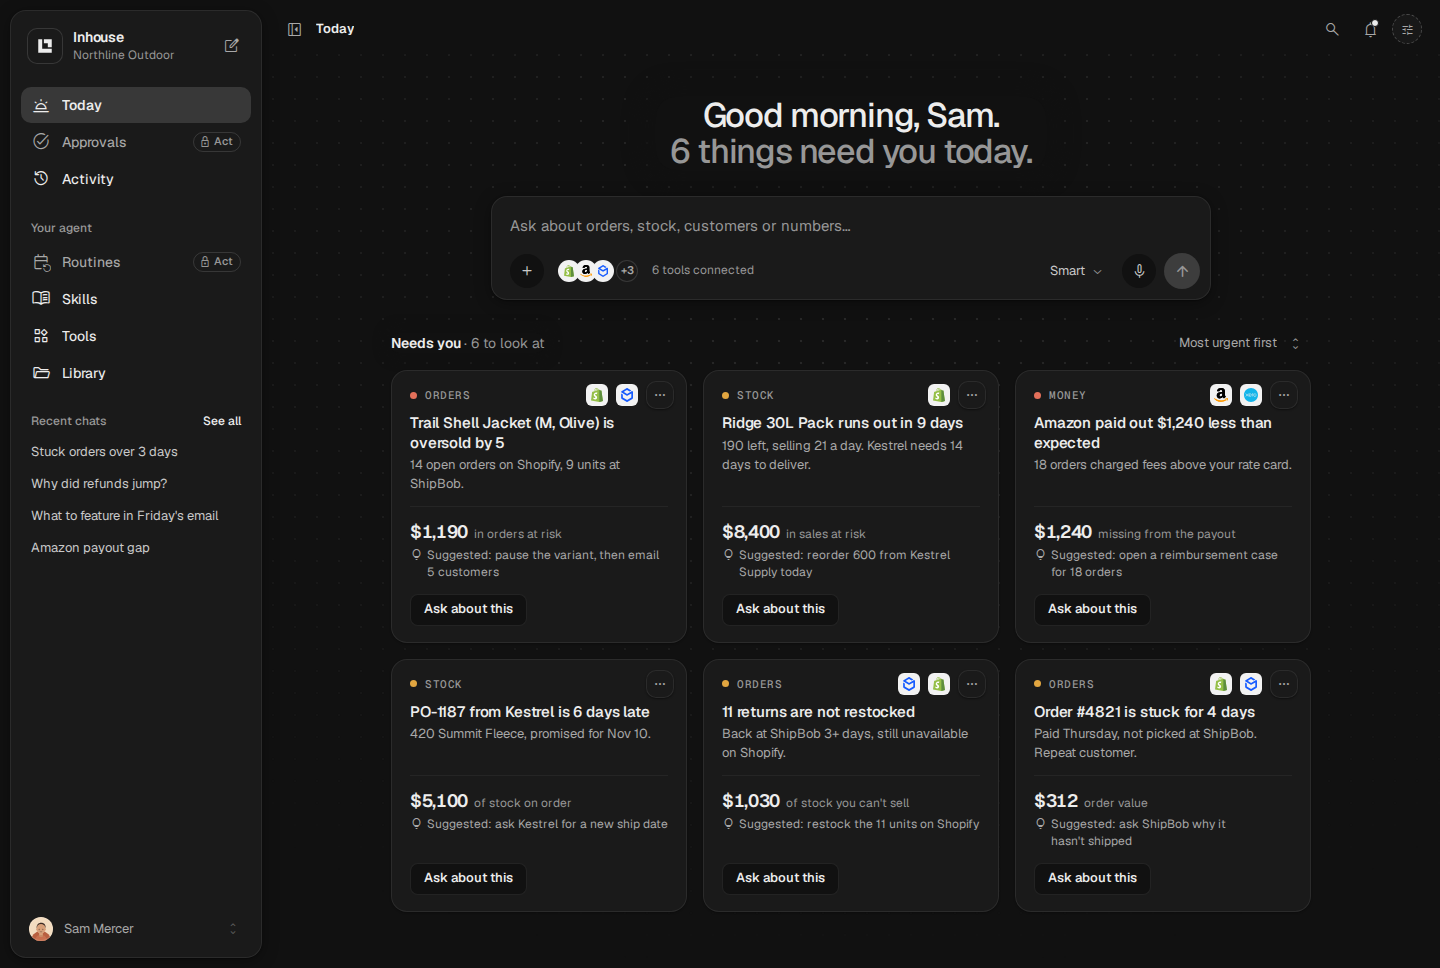 Inhouse
Northline Outdoor
Today
Approvals
Act
Activity
Your agent
Routines
Act
Skills
Tools
Library
Recent chats
See all
Stuck orders over 3 days
Why did refunds jump?
What to feature in Friday's email
Amazon payout gap
Sam Mercer
Today
Good morning, Sam.
6 things need you today.
Ask about orders, stock, customers or numbers...
+3
6 tools connected
Smart
Needs you · 6 to look at
Most urgent first
ORDERS
Trail Shell Jacket (M, Olive) is
oversold by 5
14 open orders on Shopify, 9 units at
ShipBob.
$1,190 in orders at risk
Suggested: pause the variant, then email
5 customers
Ask about this
STOCK
Ridge 30L Pack runs out in 9 days
190 left, selling 21 a day. Kestrel needs 14
days to deliver.
$8,400 in sales at risk
Suggested: reorder 600 from Kestrel
Supply today
Ask about this
MONEY
Amazon paid out $1,240 less than
expected
18 orders charged fees above your rate card.
$1,240 missing from the payout
Suggested: open a reimbursement case
for 18 orders
Ask about this
STOCK
PO-1187 from Kestrel is 6 days late
420 Summit Fleece, promised for Nov 10.
$5,100 of stock on order
Suggested: ask Kestrel for a new ship date
Ask about this
ORDERS
11 returns are not restocked
Back at ShipBob 3+ days, still unavailable
on Shopify.
$1,030 of stock you can't sell
Suggested: restock the 11 units on Shopify
Ask about this
ORDERS
Order #4821 is stuck for 4 days
Paid Thursday, not picked at ShipBob.
Repeat customer.
$312 order value
Suggested: ask ShipBob why it
hasn't shipped
Ask about this